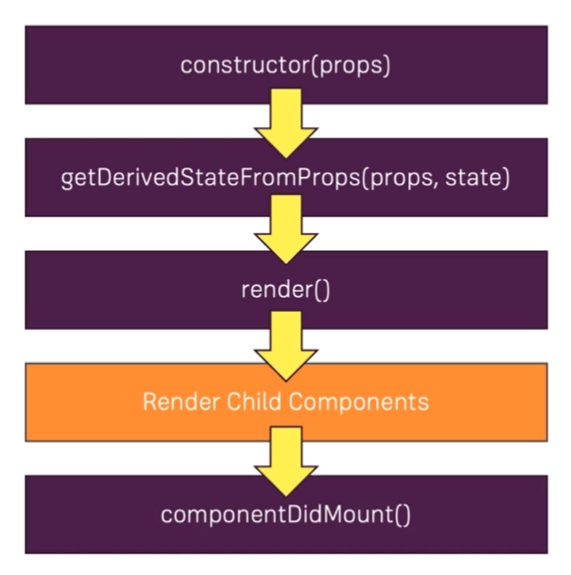 constructor(props)
getDerivedStateFromProps(props, state)
render()
Render Child Components
componentDidMount()